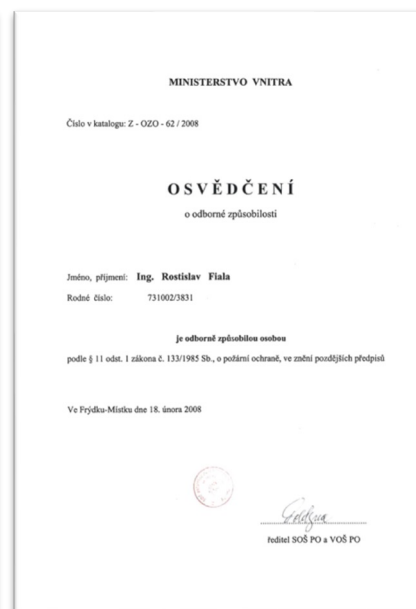 MINISTERSTVO VNITRA
Číslo v katalogu: Z - OZO - 62 / 2008
OSVĚDČENÍ
o odborné způsobilosti
Jméno, příjmení: Ing. Rostislav Fiala
Rodné číslo: 731002/3831
je odborně způsobilou osobou
podle § 11 odst. 1 zákona č. 133/1985 Sb., o požární ochraně, ve znění pozdějších předpisů
Ve Frýdku-Místku dne 18. února 2008
ředitel SOŠ PO a VOŠ PO